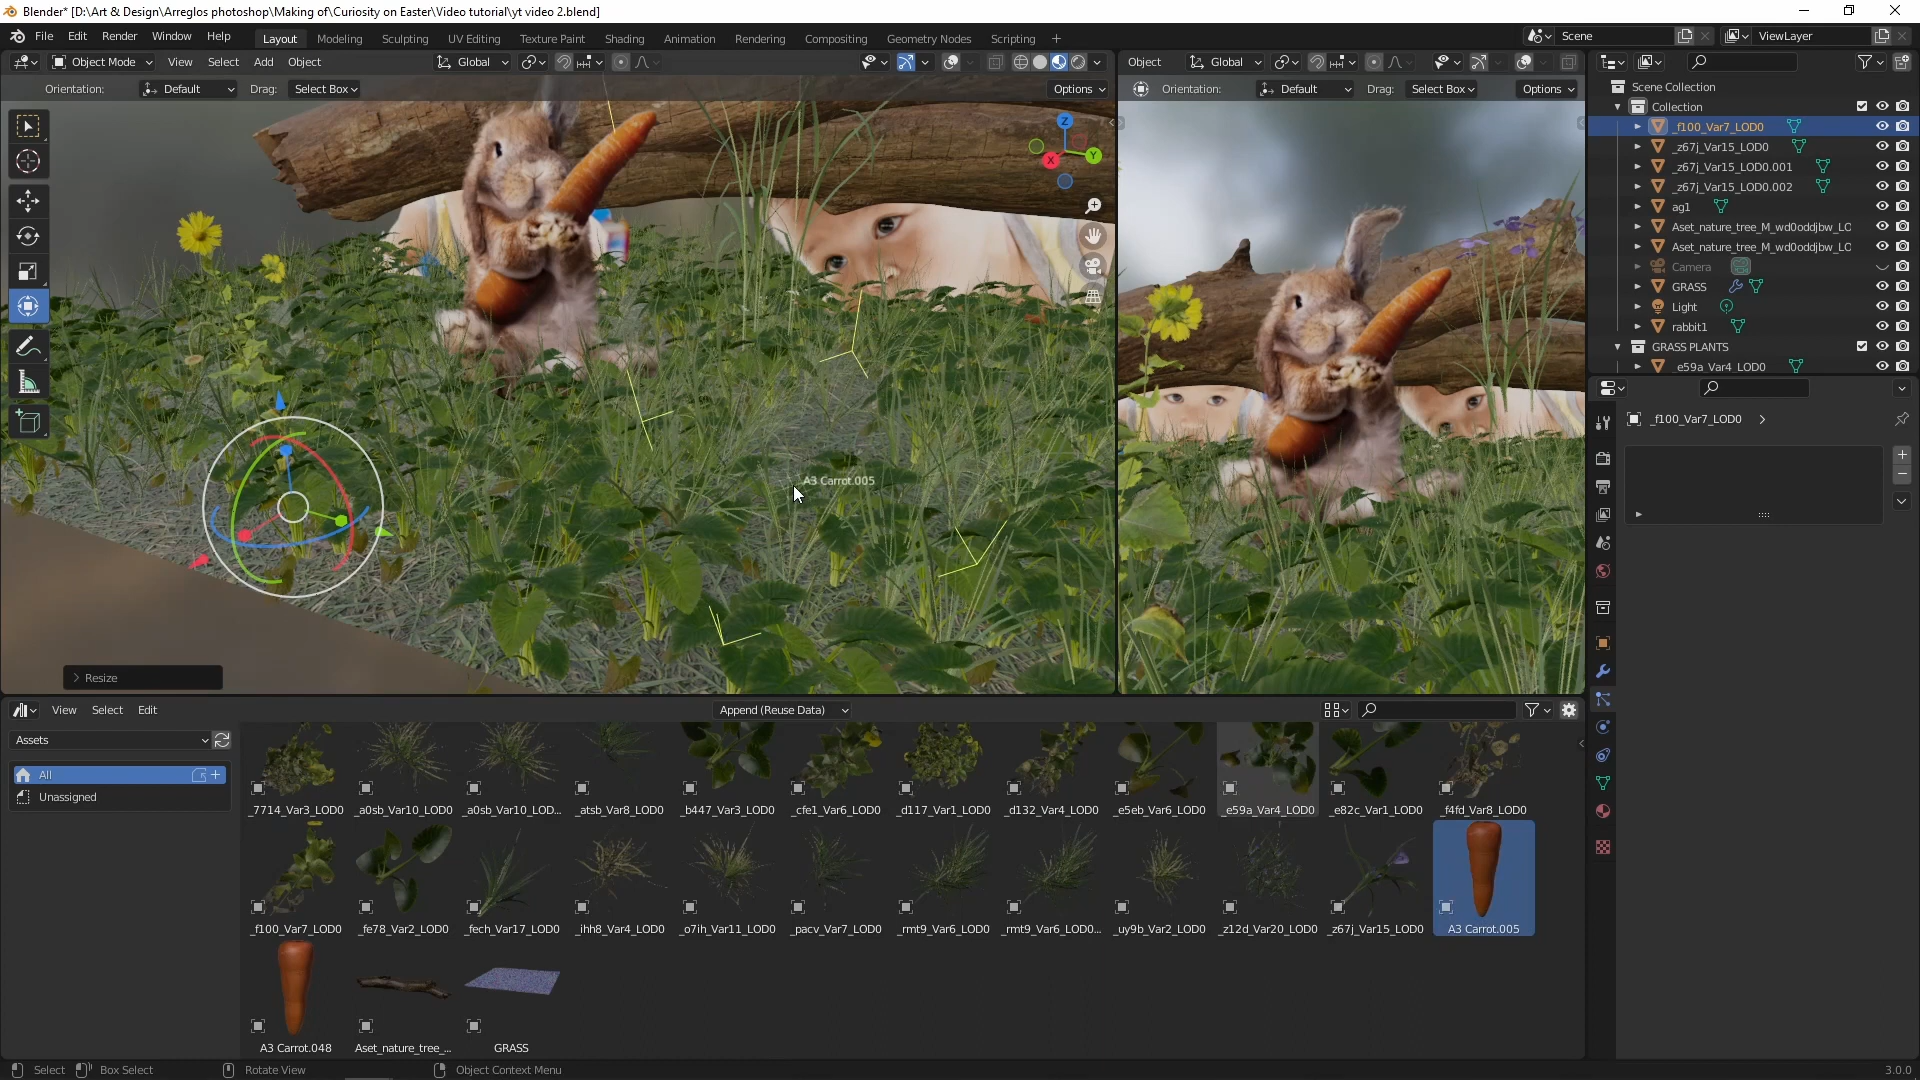 Blender* [D:\Art & Design\Arreglos photoshop\Making of\Curiosity on Easter\Video tutorial\yt video 2.blend]
File Edit Render Window Help Layout Modeling Sculpting UV Editing Texture Paint Shading Animation Rendering Compositing Geometry Nodes Scripting + Scene ViewLayer
Object Mode View Select Add Object Global Object Global
Orientation: Default Drag: Select Box Options Orientation: Default Drag: Select Box Options
Scene Collection
Collection
_f100_Var7_LOD0
_z67j_Var15_LOD0
_z67j_Var15_LOD0.001
_z67j_Var15_LOD0.002
ag1
Aset_nature_tree_M_wd0oddjbw_LO
Aset_nature_tree_M_wd0oddjbw_LO
Camera
GRASS
Light
rabbit1
GRASS PLANTS
_e59a_Var4_LOD0
_f100_Var7_LOD0
Z
Y
X
A3 Carrot.005
Resize
View Select Edit Append (Reuse Data)
Assets
All
Unassigned
_7714_Var3_LOD0 _a0sb_Var10_LOD0 _a0sb_Var10_LOD... _atsb_Var8_LOD0 _b447_Var3_LOD0 _cfe1_Var6_LOD0 _d117_Var1_LOD0 _d132_Var4_LOD0 _e5eb_Var6_LOD0 _e59a_Var4_LOD0 _e82c_Var1_LOD0 _f4fd_Var8_LOD0
_f100_Var7_LOD0 _fe78_Var2_LOD0 _fech_Var17_LOD0 _ihh8_Var4_LOD0 _o7ih_Var11_LOD0 _pacv_Var7_LOD0 _rmt9_Var6_LOD0 _rmt9_Var6_LOD0... _uy9b_Var2_LOD0 _z12d_Var20_LOD0 _z67j_Var15_LOD0 A3 Carrot.005
A3 Carrot.048 Aset_nature_tree_... GRASS
Select Box Select Rotate View Object Context Menu 3.0.0